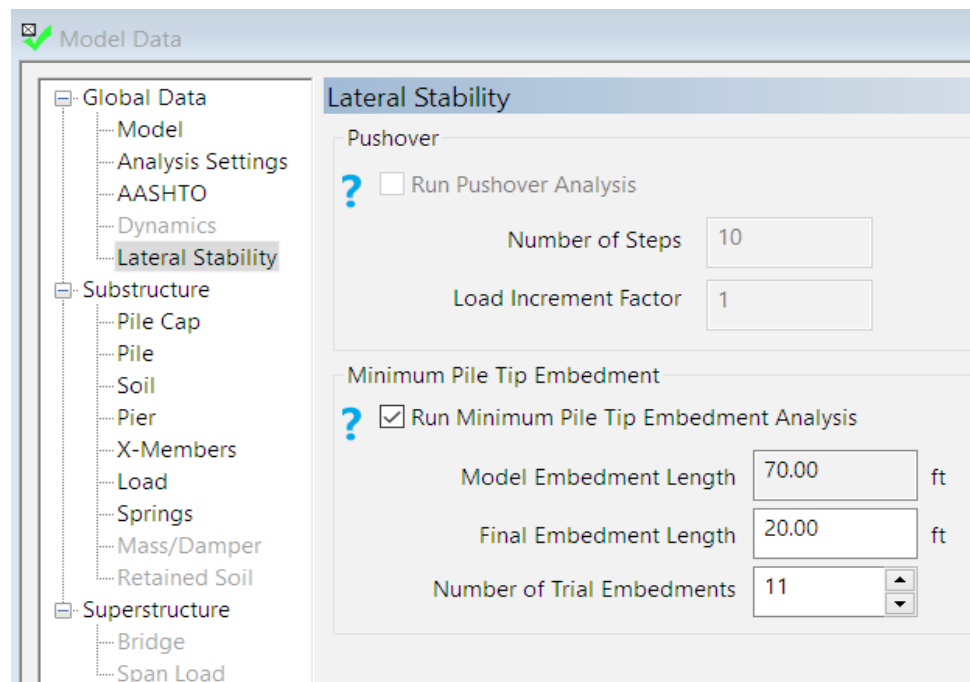 Model Data
Global Data
Model
Analysis Settings
AASHTO
Dynamics
Lateral Stability
Substructure
Pile Cap
Pile
Soil
Pier
X-Members
Load
Springs
Mass/Damper
Retained Soil
Superstructure
Bridge
Span Load
Lateral Stability
Pushover
? Run Pushover Analysis
Number of Steps 10
Load Increment Factor 1
Minimum Pile Tip Embedment
? Run Minimum Pile Tip Embedment Analysis
Model Embedment Length 70.00 ft
Final Embedment Length 20.00 ft
Number of Trial Embedments 11